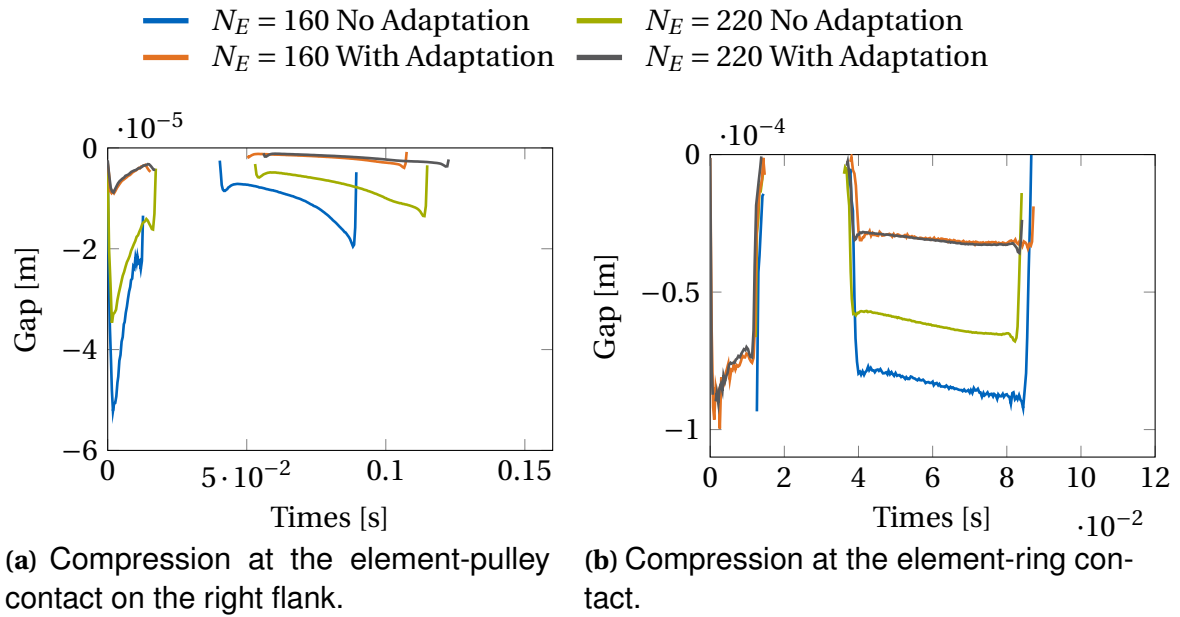 N_E = 160 No Adaptation N_E = 220 No Adaptation
N_E = 160 With Adaptation N_E = 220 With Adaptation
·10^−5
0
−2
−4
−6
0 5·10^−2 0.1 0.15
Gap [m]
Times [s]
·10^−4
0
−0.5
−1
0 2 4 6 8 10 12
Gap [m]
Times [s]
·10^−2
(a) Compression at the element-pulley
contact on the right flank.
(b) Compression at the element-ring con-
tact.